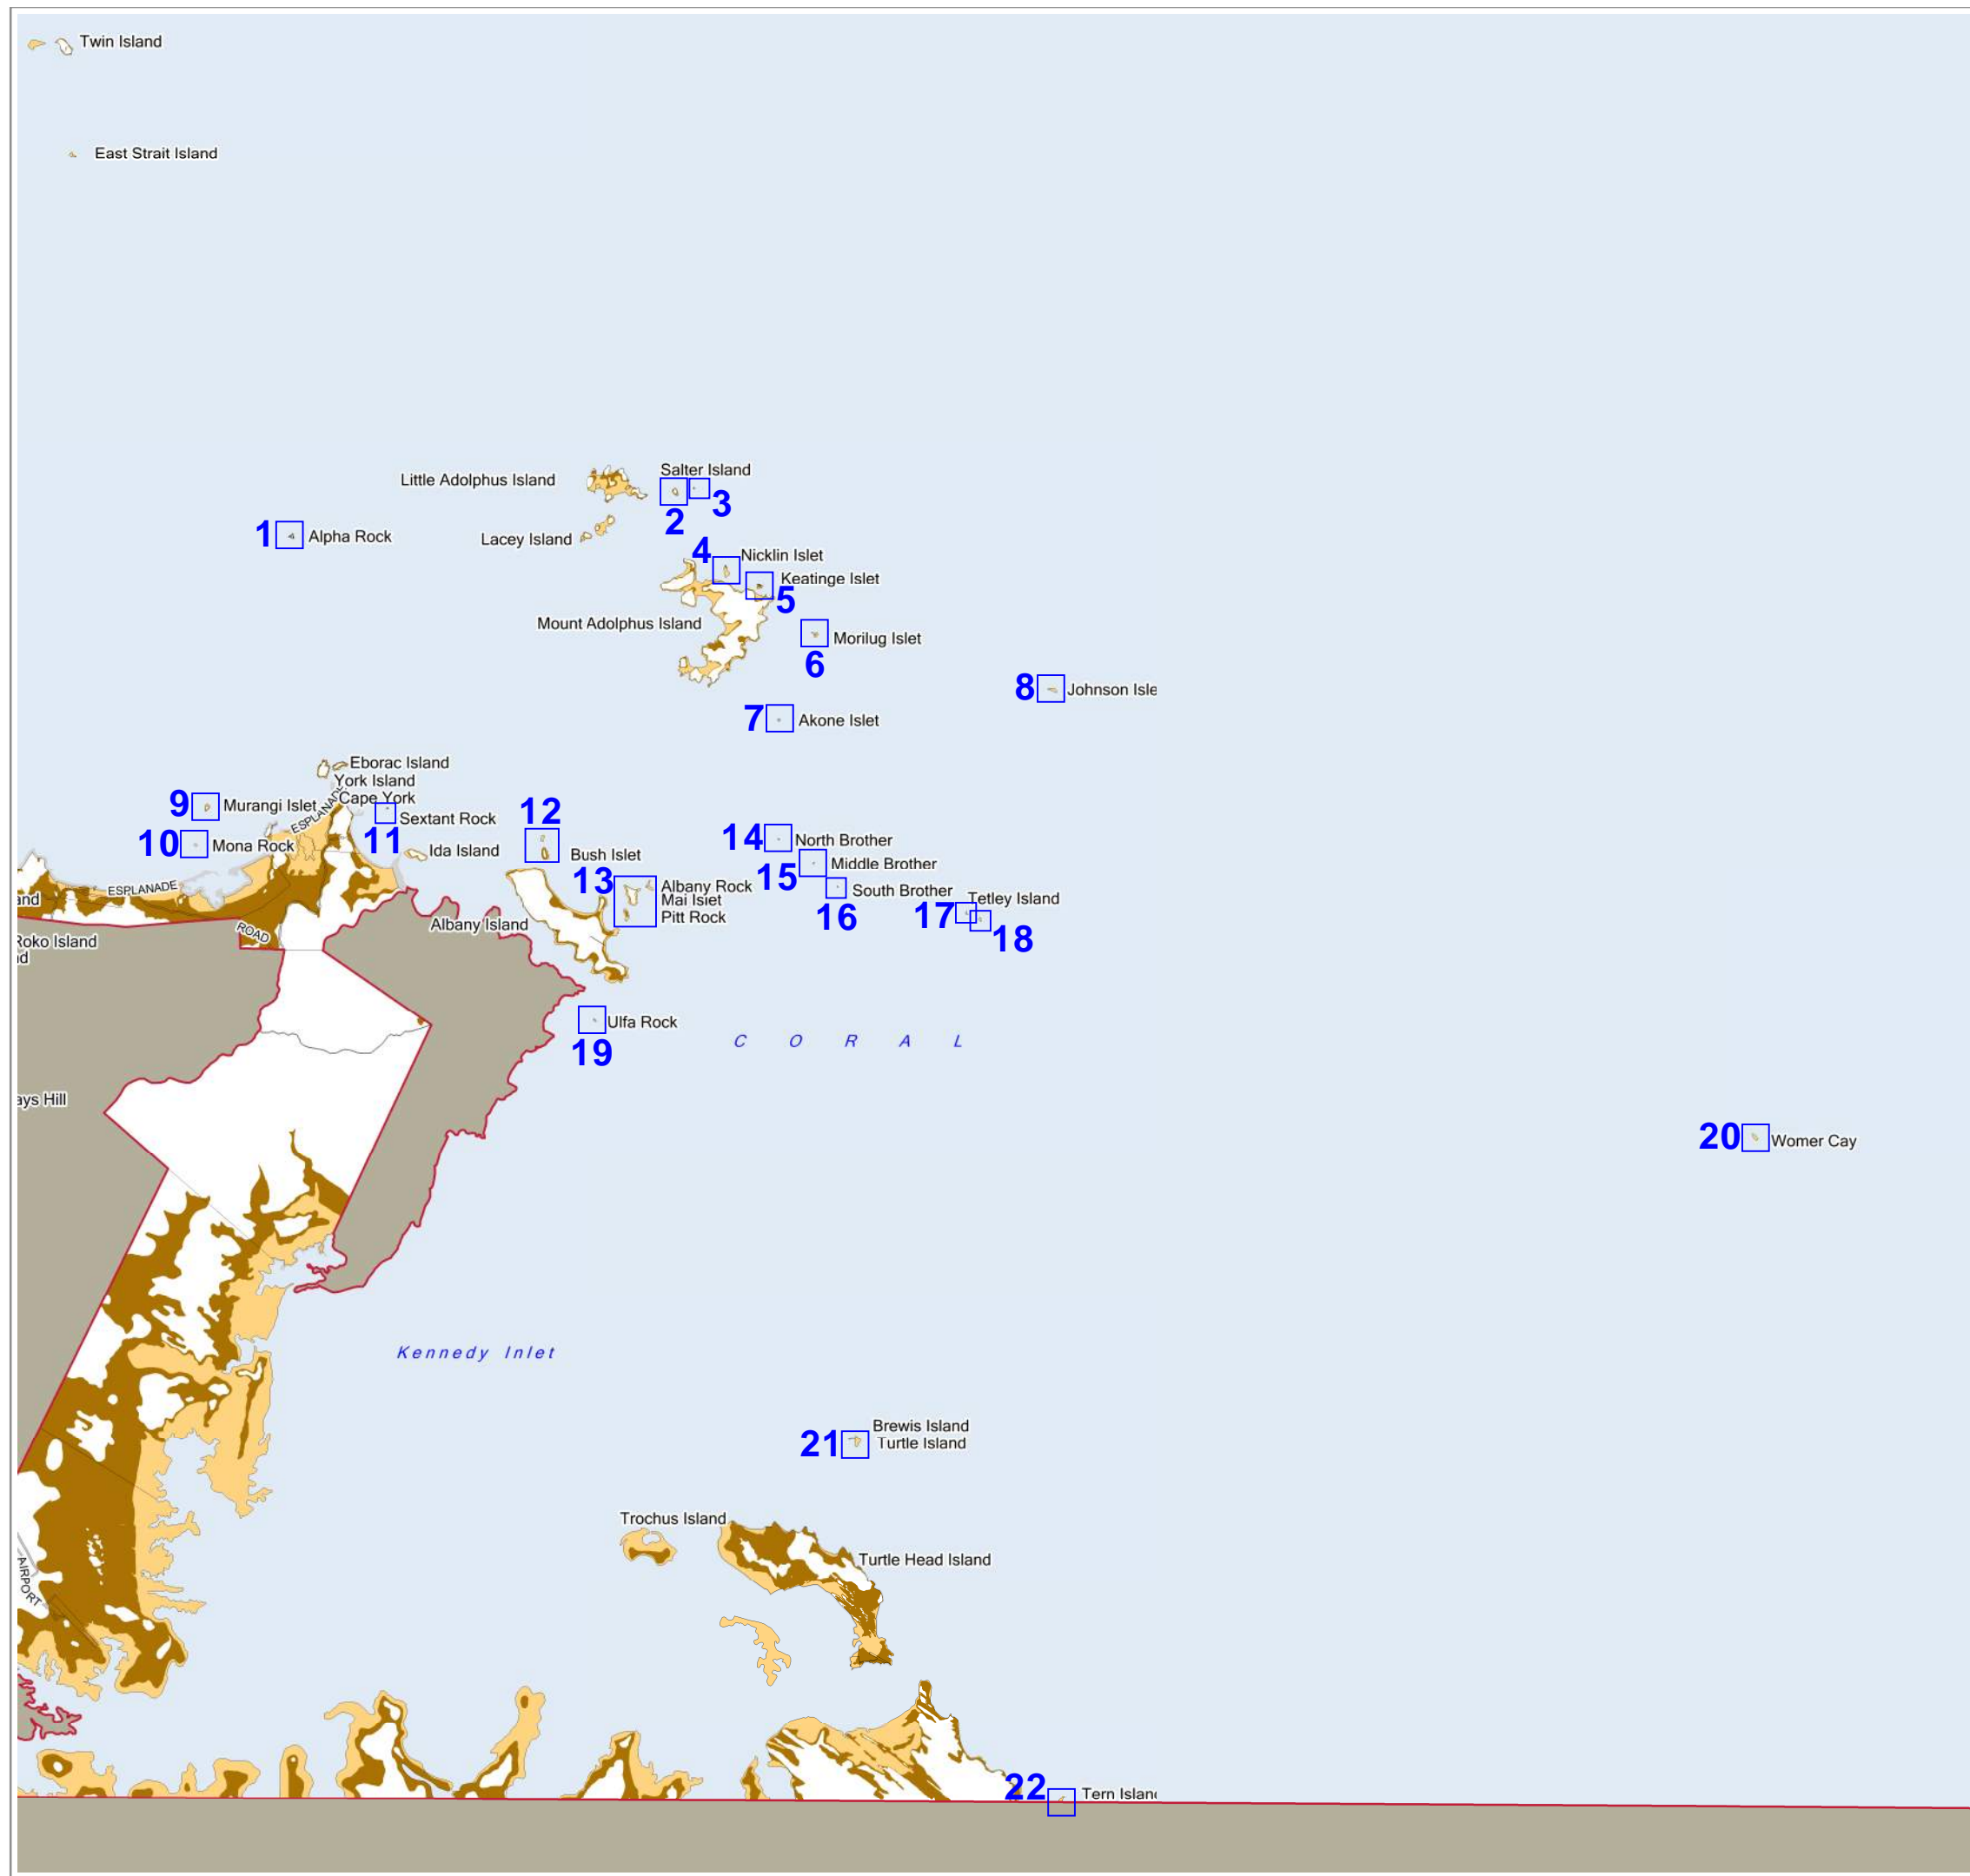 Twin Island
East Strait Island
Salter Island
Little Adolphus Island
2
3
1
Alpha Rock
Lacey Island
4
Nicklin Islet
Keatinge Islet
5
Mount Adolphus Island
Morilug Islet
6
8
Johnson Isle
7
Akone Islet
Eborac Island
York Island
Cape York
ESPLANADE
9
Murangi Islet
Sextant Rock
11
12
10
Mona Rock
Ida Island
Bush Islet
14
North Brother
15
Middle Brother
13
Albany Rock
Mai Islet
Pitt Rock
ESPLANADE
16
South Brother
Tetley Island
17
18
and
Albany Island
ROAD
Roko Island
id
19
Ulfa Rock
C O R A L
ays Hill
20
Womer Cay
Kennedy Inlet
Brewis Island
21
Turtle Island
Trochus Island
Turtle Head Island
AIRPORT
22
Tern Island